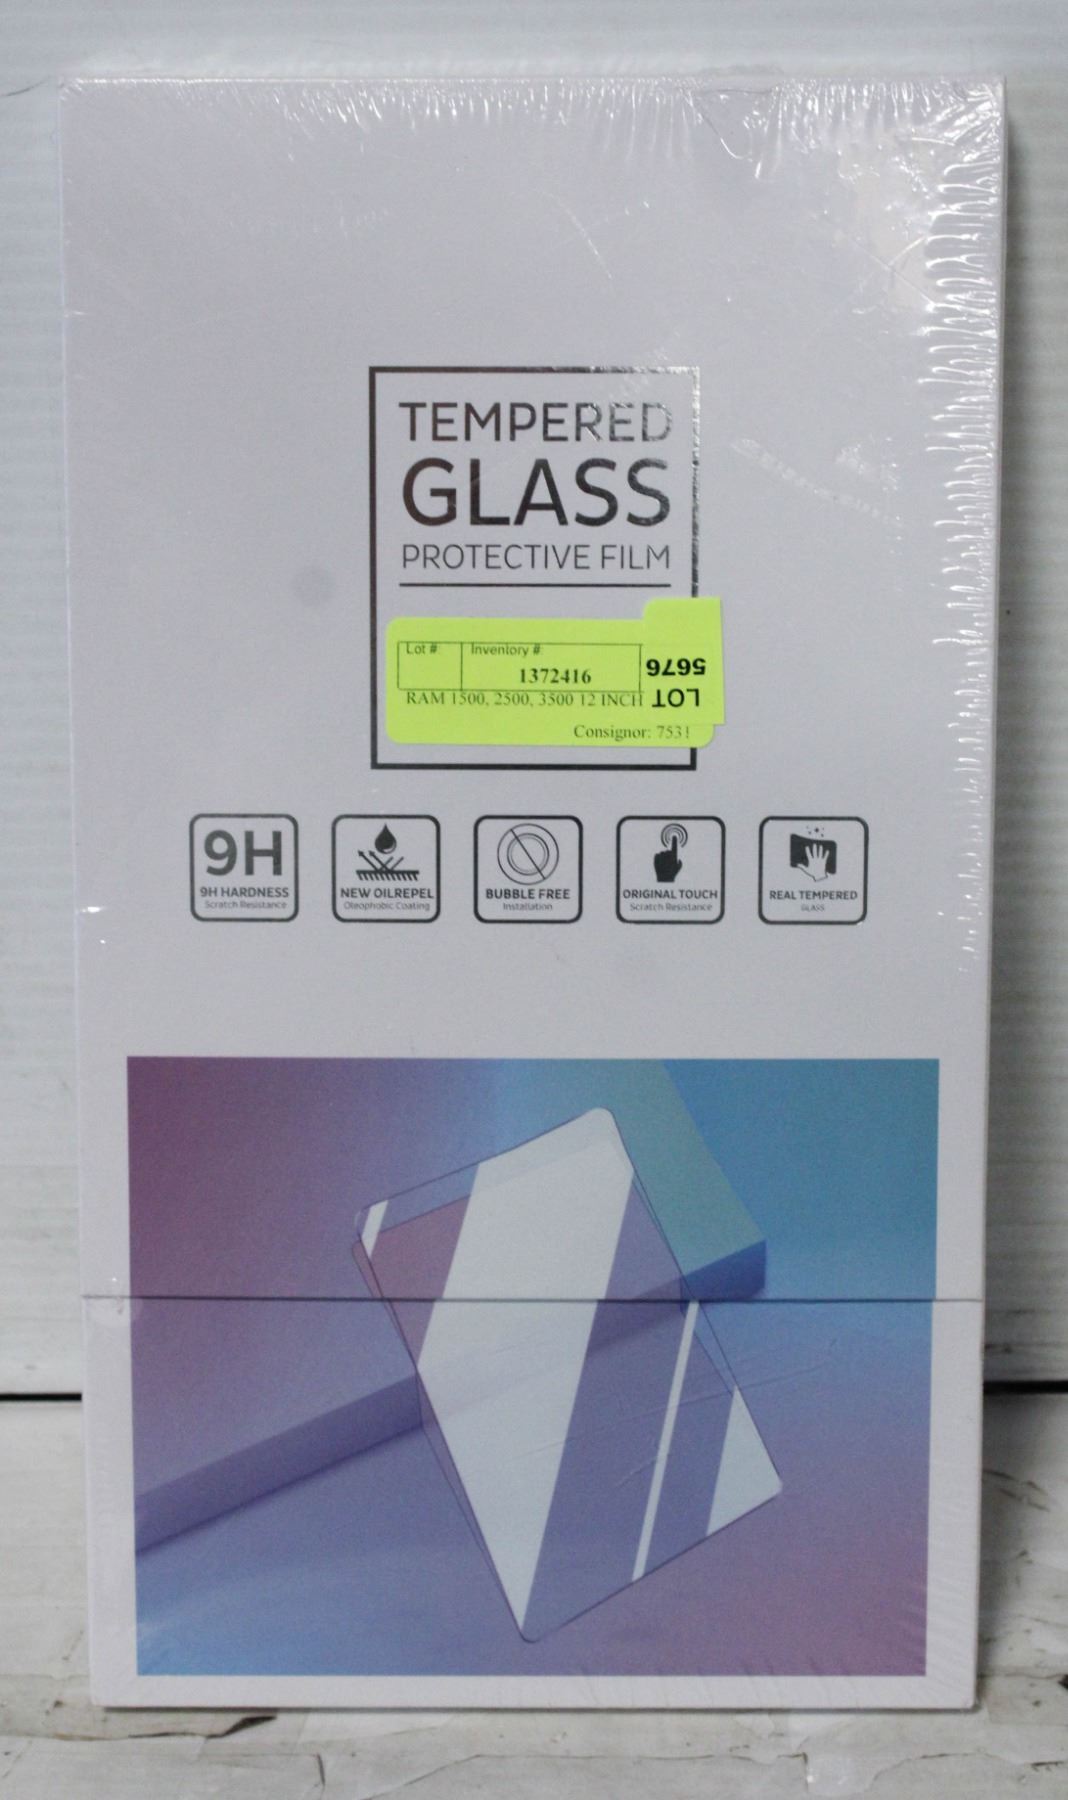 TEMPERED
GLASS
PROTECTIVE FILM
Lot # Inventory #
1372416
RAM 1500, 2500, 3500 12 INCH
Consignor: 7531
LOT
5676
9H
9H HARDNESS
Scratch Resistance
NEW OILREPEL
Oleophobic Coating
BUBBLE FREE
Installation
ORIGINAL TOUCH
Scratch Resistance
REAL TEMPERED
GLASS